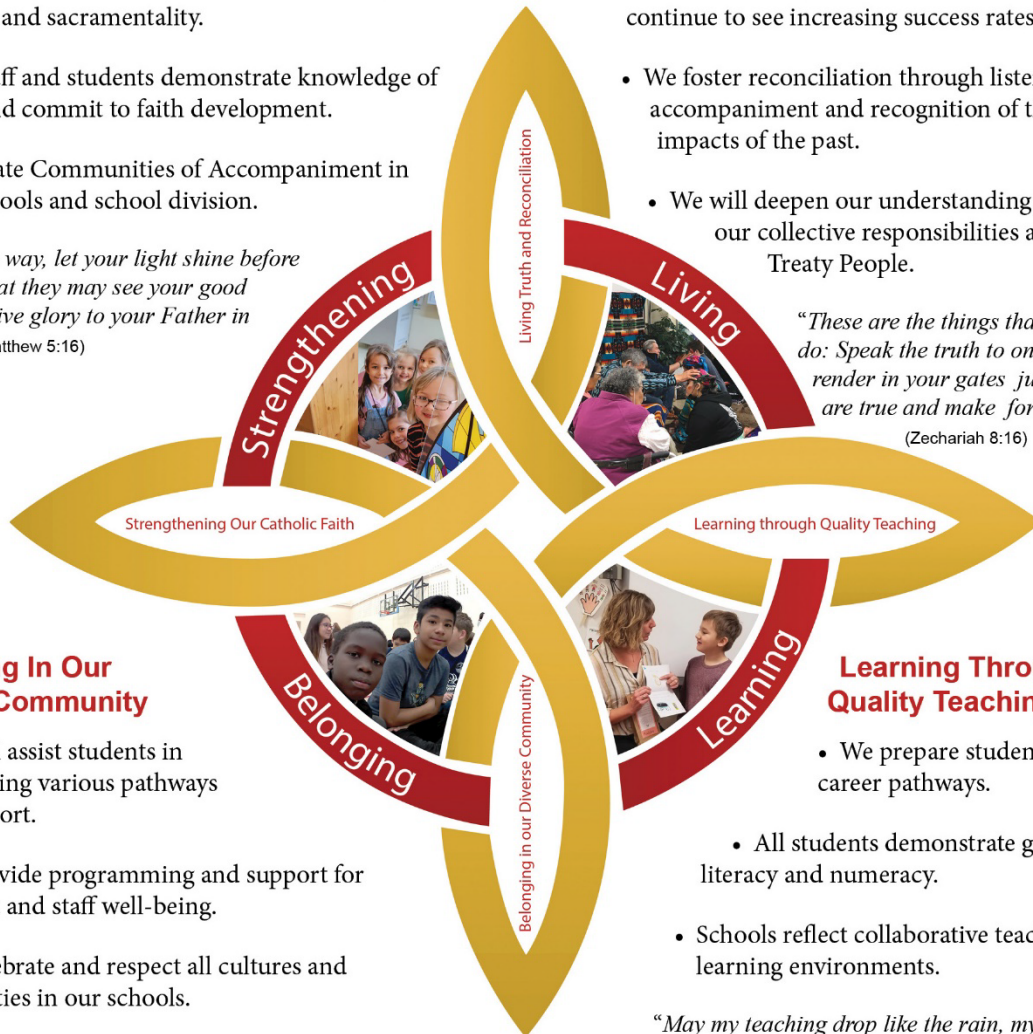 and sacramentality.
ff and students demonstrate knowledge of
d commit to faith development.
ate Communities of Accompaniment in
ools and school division.
way, let your light shine before
at they may see your good
ive glory to your Father in
tthew 5:16)
continue to see increasing success rates
• We foster reconciliation through liste
accompaniment and recognition of t
impacts of the past.
• We will deepen our understanding
our collective responsibilities a
Treaty People.
“These are the things tha
do: Speak the truth to on
render in your gates ju
are true and make for
(Zechariah 8:16)
Strengthening
Living
Living Truth and Reconciliation
Strengthening Our Catholic Faith
Learning through Quality Teaching
Belonging
Learning
Belonging in our Diverse Community
g In Our
Community
assist students in
ing various pathways
ort.
vide programming and support for
and staff well-being.
ebrate and respect all cultures and
ties in our schools.
Learning Thro
Quality Teachin
• We prepare studen
career pathways.
• All students demonstrate g
literacy and numeracy.
• Schools reflect collaborative teac
learning environments.
“May my teaching drop like the rain, my